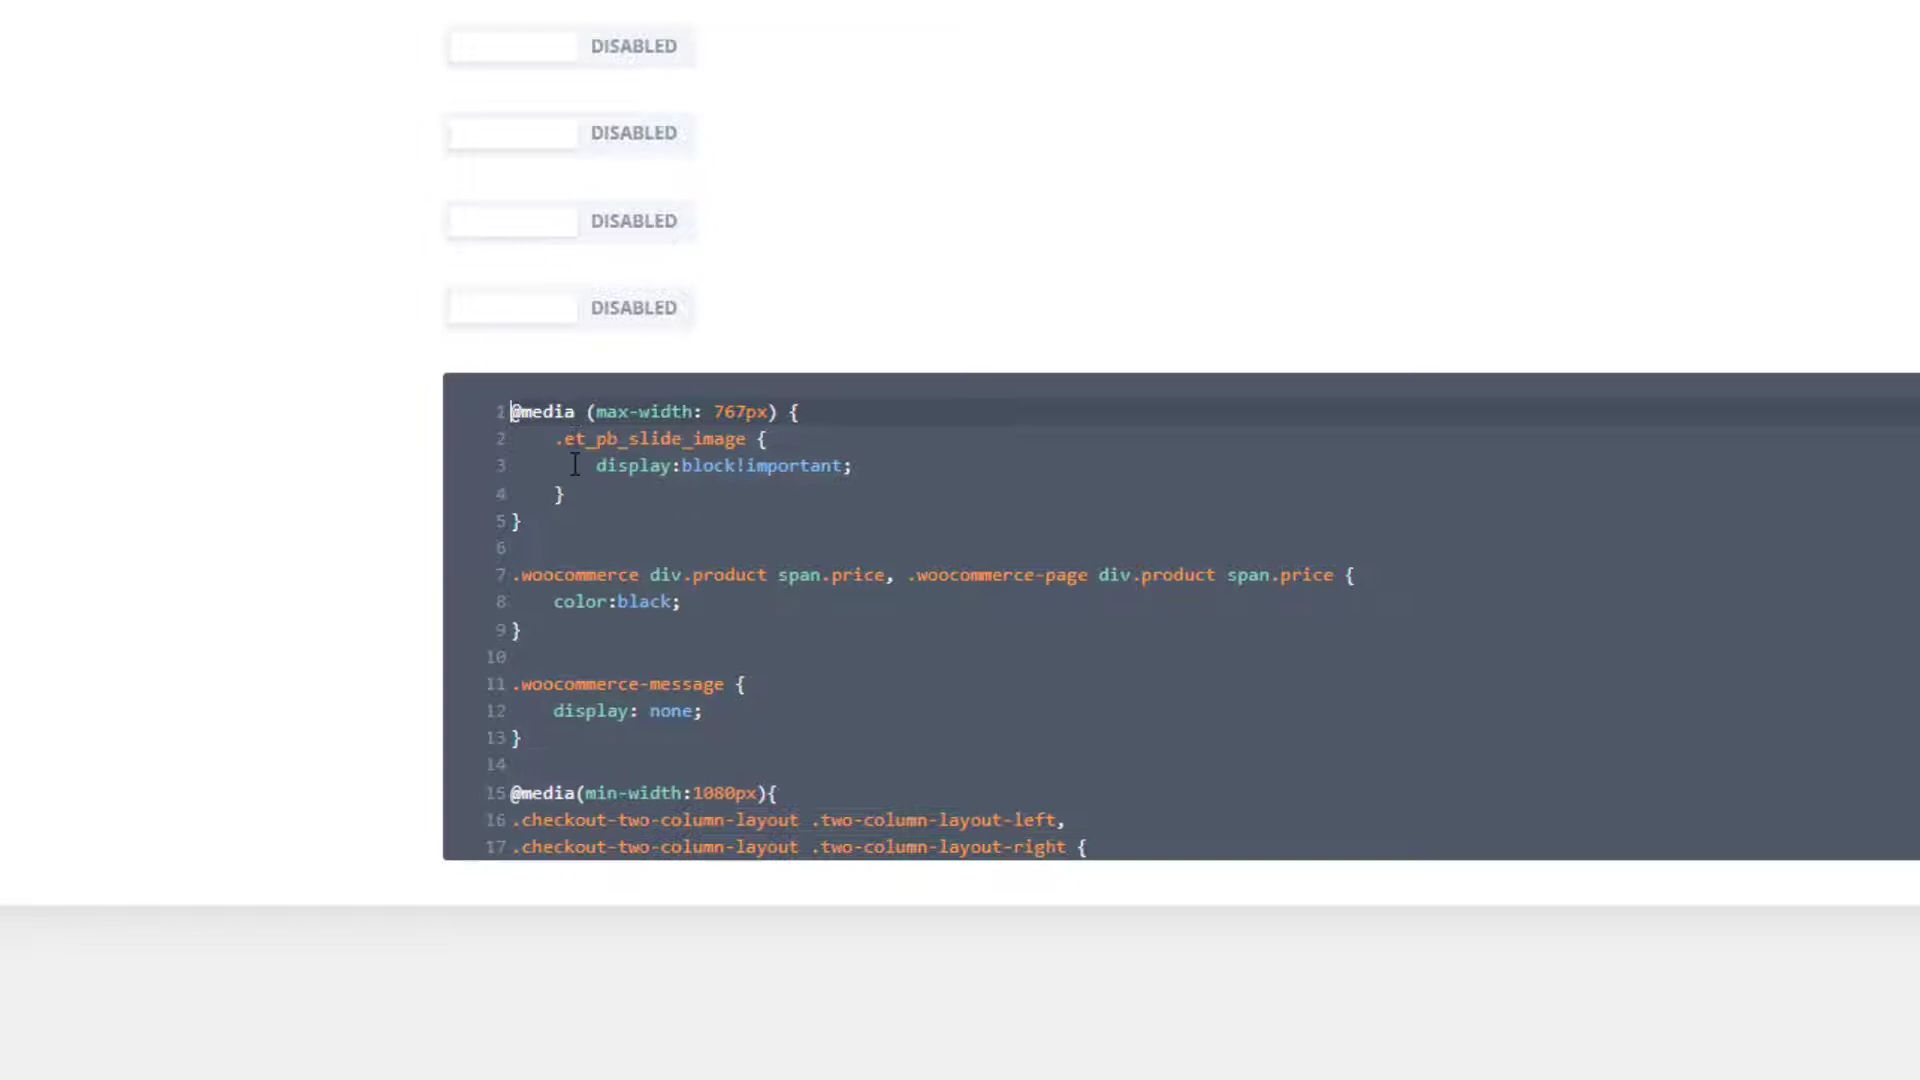 DISABLED
DISABLED
DISABLED
DISABLED
1 @media (max-width: 767px) {
2     .et_pb_slide_image {
3         display:block!important;
4     }
5 }
6
7 .woocommerce div.product span.price, .woocommerce-page div.product span.price {
8     color:black;
9 }
10
11 .woocommerce-message {
12     display: none;
13 }
14
15 @media(min-width:1080px){
16 .checkout-two-column-layout .two-column-layout-left,
17 .checkout-two-column-layout .two-column-layout-right {